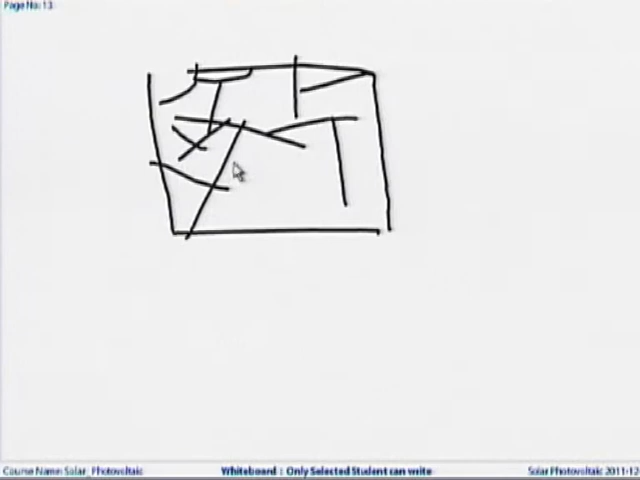 Page No: 13
Course Name: Solar_Photovoltaic
Whiteboard : Only Selected Student can write
Solar Photovoltaic 2011-12